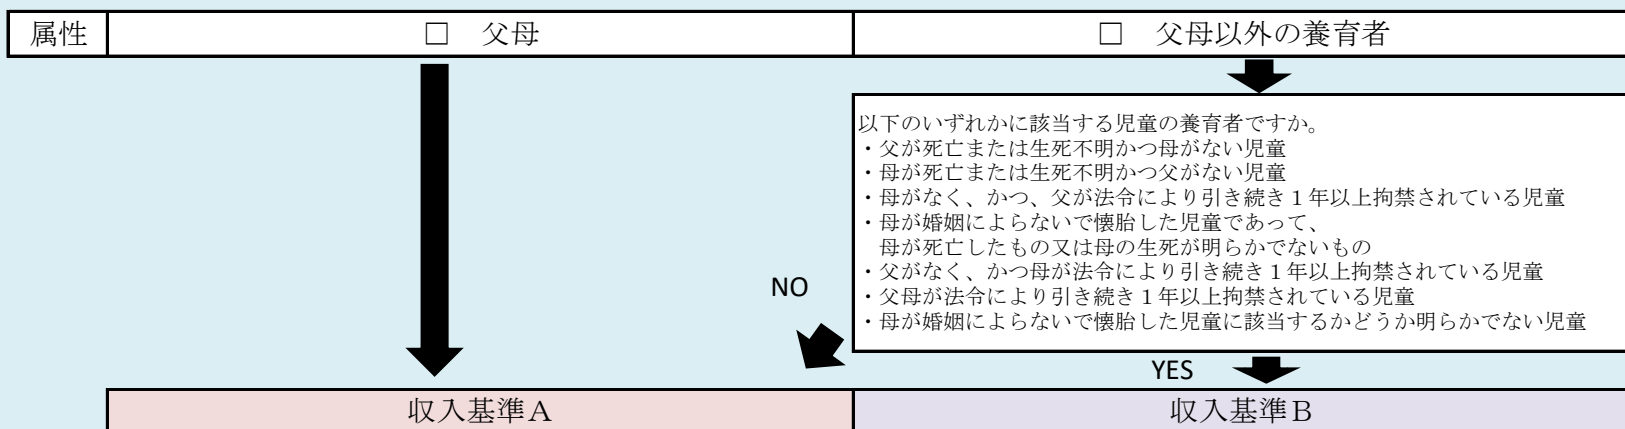 属性
□ 父母
□ 父母以外の養育者
以下のいずれかに該当する児童の養育者ですか。
・父が死亡または生死不明かつ母がない児童
・母が死亡または生死不明かつ父がない児童
・母がなく、かつ、父が法令により引き続き１年以上拘禁されている児童
・母が婚姻によらないで懐胎した児童であって、
　母が死亡したもの又は母の生死が明らかでないもの
・父がなく、かつ母が法令により引き続き１年以上拘禁されている児童
・父母が法令により引き続き１年以上拘禁されている児童
・母が婚姻によらないで懐胎した児童に該当するかどうか明らかでない児童
NO
YES
収入基準Ａ
収入基準Ｂ